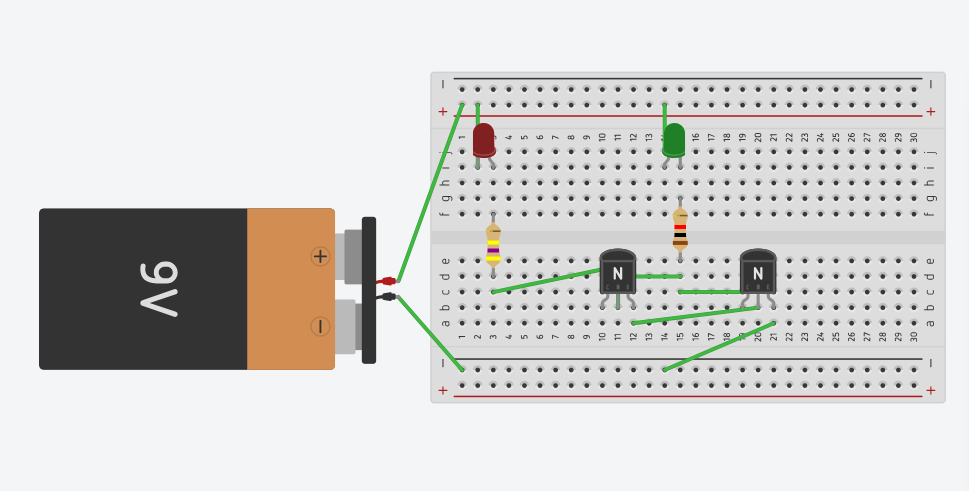 − −
+ +
1 3 4 5 6 7 8 9 10 11 12 13 16 17 18 19 20 21 22 23 24 25 26 27 28 29 30
j j
i i
h h
g g
f f
9V
+
−
e e
d d
N N
c c
b b
a a
1 2 3 4 5 6 7 8 9 10 11 12 13 14 15 16 17 18 19 20 21 22 23 24 25 26 27 28 29 30
− −
+ +